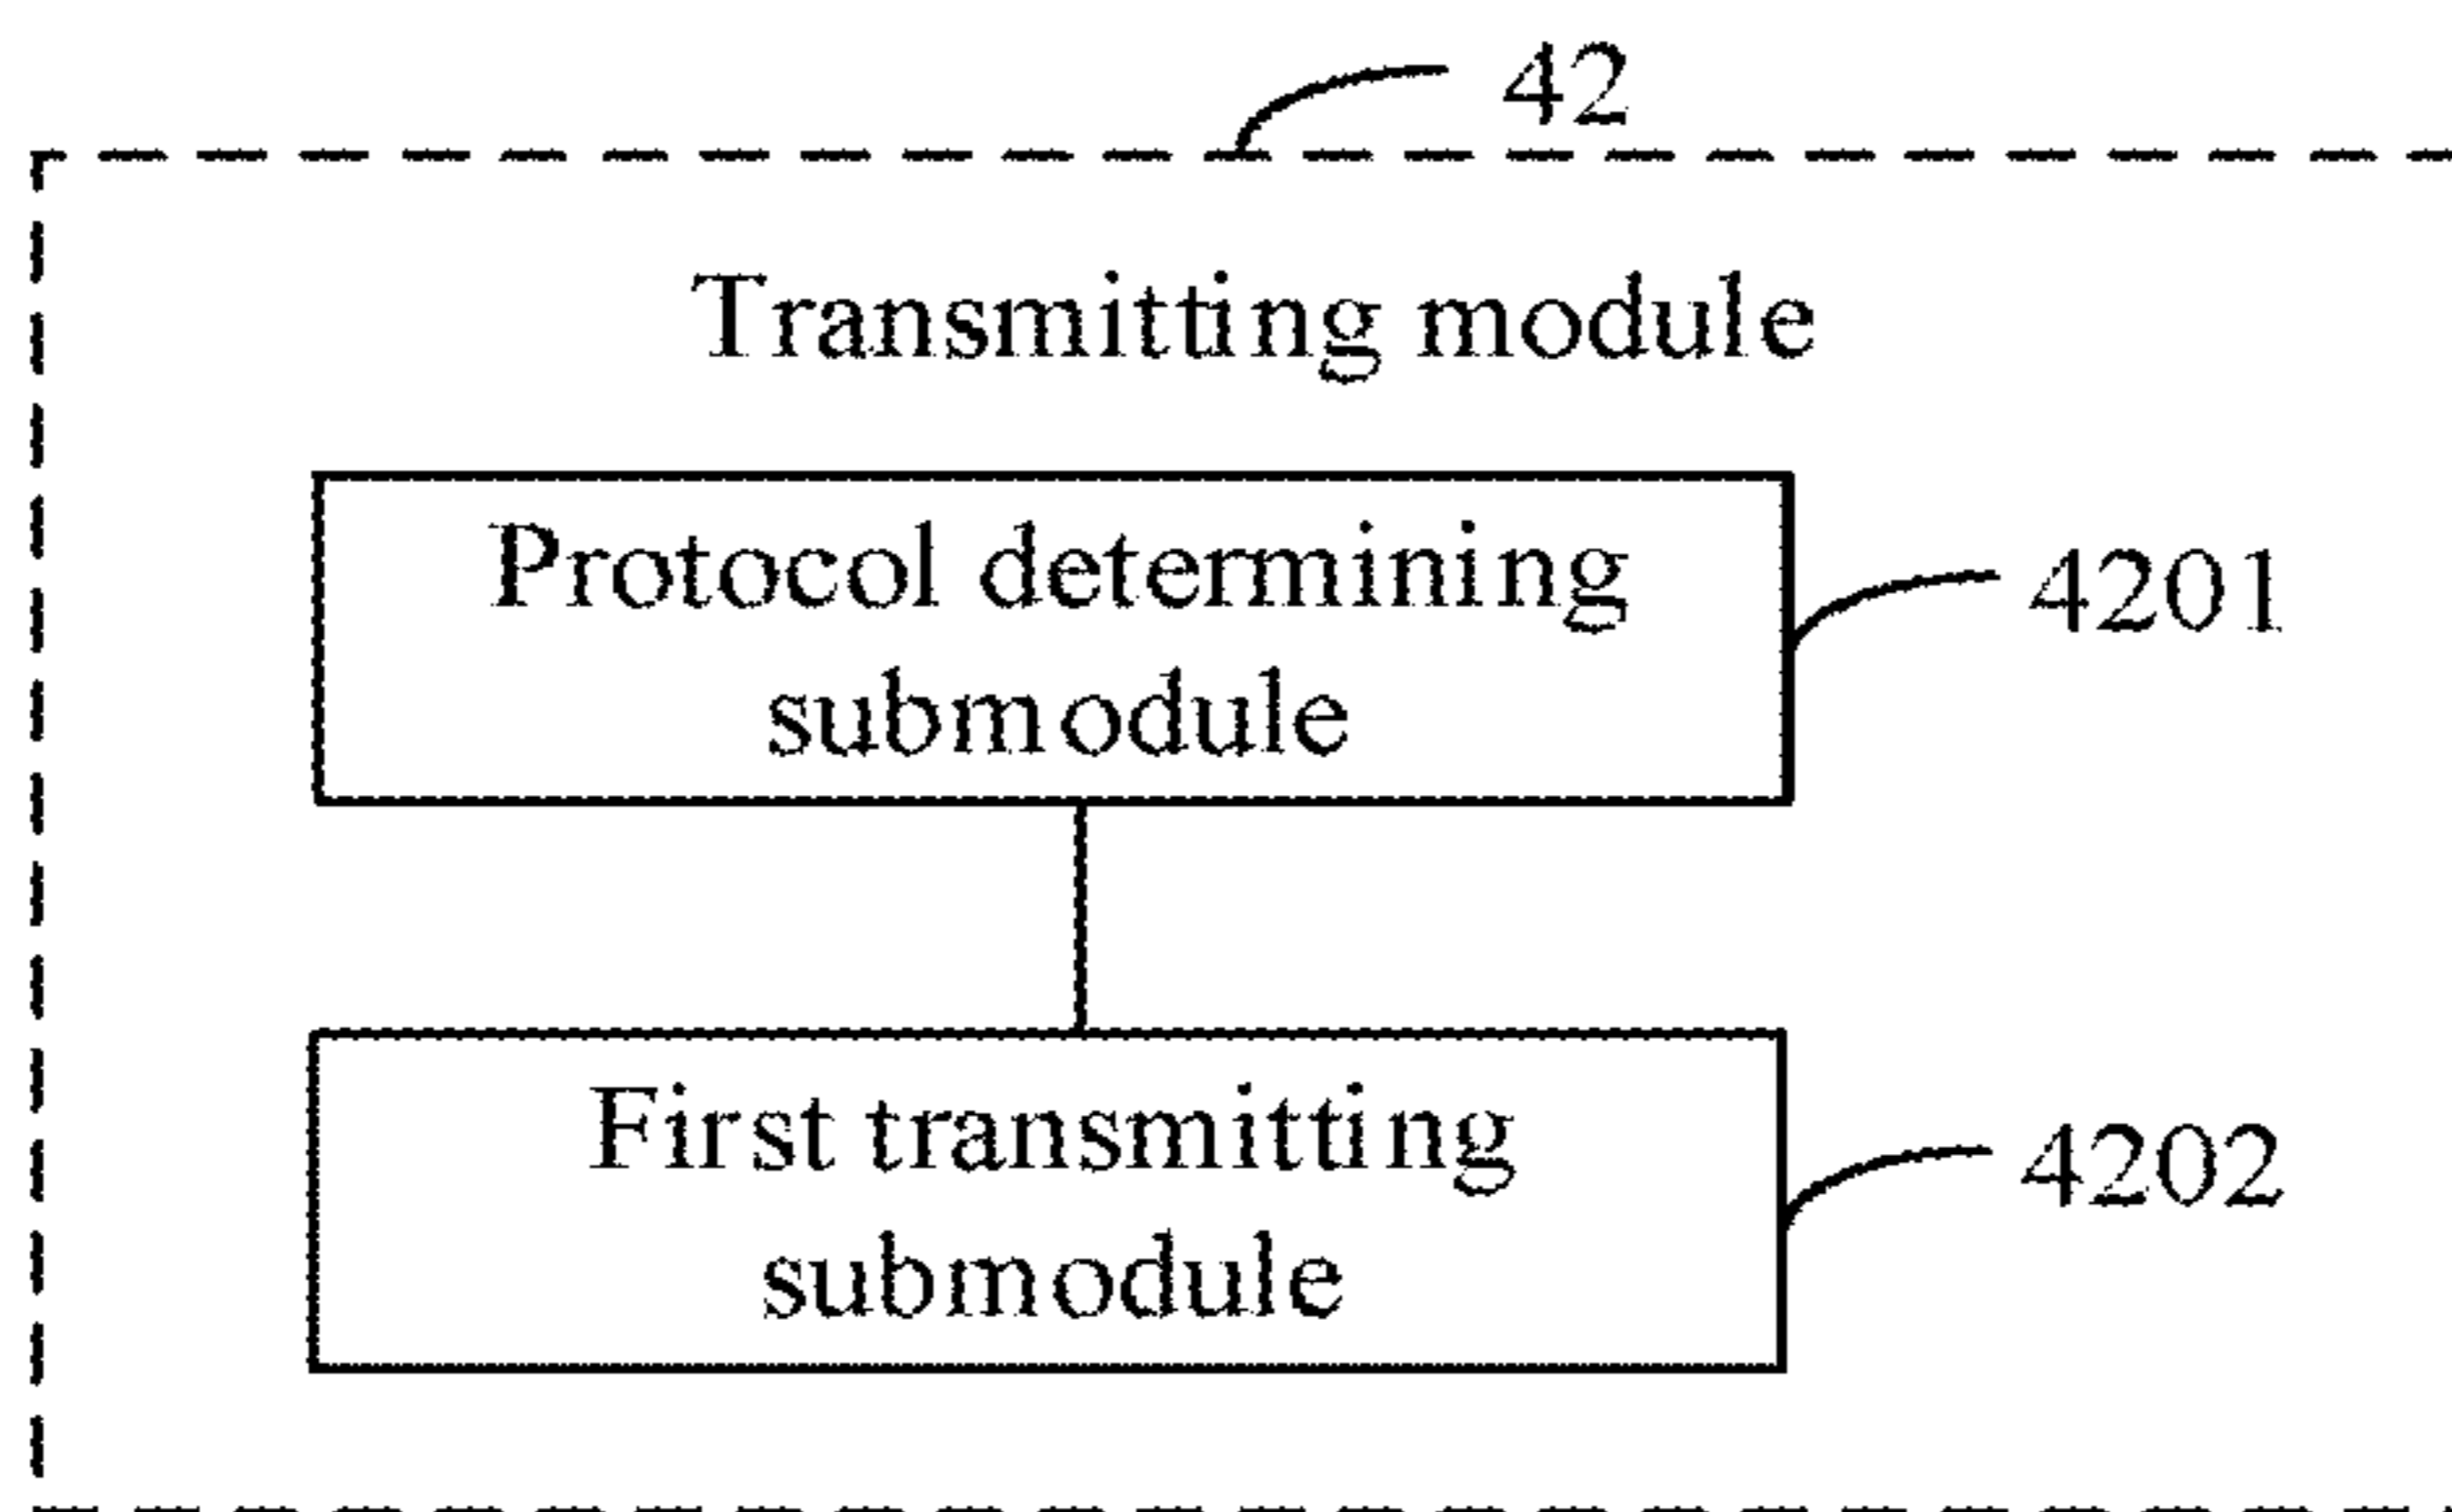 42
Transmitting module
Protocol determining
submodule
4201
First transmitting
submodule
4202